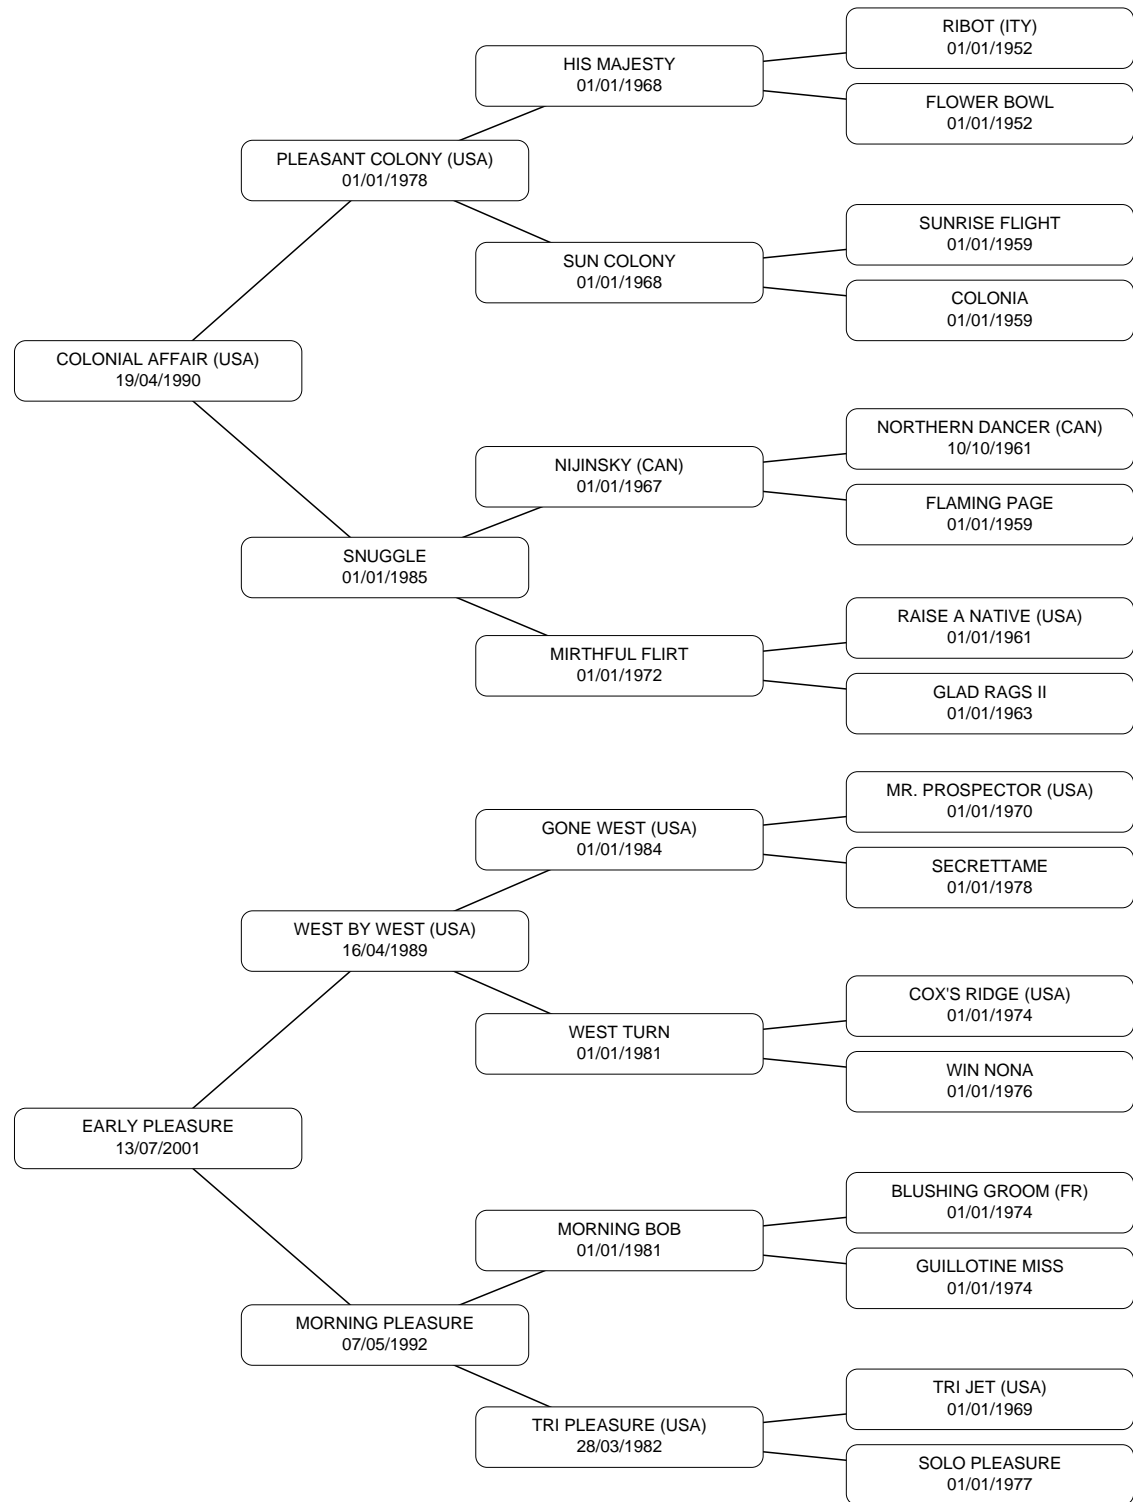 RIBOT (ITY)
01/01/1952
HIS MAJESTY
01/01/1968
FLOWER BOWL
01/01/1952
PLEASANT COLONY (USA)
01/01/1978
SUNRISE FLIGHT
01/01/1959
SUN COLONY
01/01/1968
COLONIA
01/01/1959
COLONIAL AFFAIR (USA)
19/04/1990
NORTHERN DANCER (CAN)
10/10/1961
NIJINSKY (CAN)
01/01/1967
FLAMING PAGE
01/01/1959
SNUGGLE
01/01/1985
RAISE A NATIVE (USA)
01/01/1961
MIRTHFUL FLIRT
01/01/1972
GLAD RAGS II
01/01/1963
MR. PROSPECTOR (USA)
01/01/1970
GONE WEST (USA)
01/01/1984
SECRETTAME
01/01/1978
WEST BY WEST (USA)
16/04/1989
COX'S RIDGE (USA)
01/01/1974
WEST TURN
01/01/1981
WIN NONA
01/01/1976
EARLY PLEASURE
13/07/2001
BLUSHING GROOM (FR)
01/01/1974
MORNING BOB
01/01/1981
GUILLOTINE MISS
01/01/1974
MORNING PLEASURE
07/05/1992
TRI JET (USA)
01/01/1969
TRI PLEASURE (USA)
28/03/1982
SOLO PLEASURE
01/01/1977